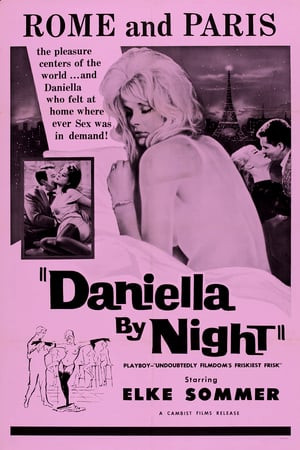 ROME and PARIS
the pleasure
centers of the
world ...and
Daniella
who felt at
home where
ever Sex was
in demand!
"Daniella
By Night"
PLAYBOY–"UNDOUBTEDLY FILMDOM'S FRISKIEST FRISK"
Starring
ELKE SOMMER
A CAMBIST FILMS RELEASE